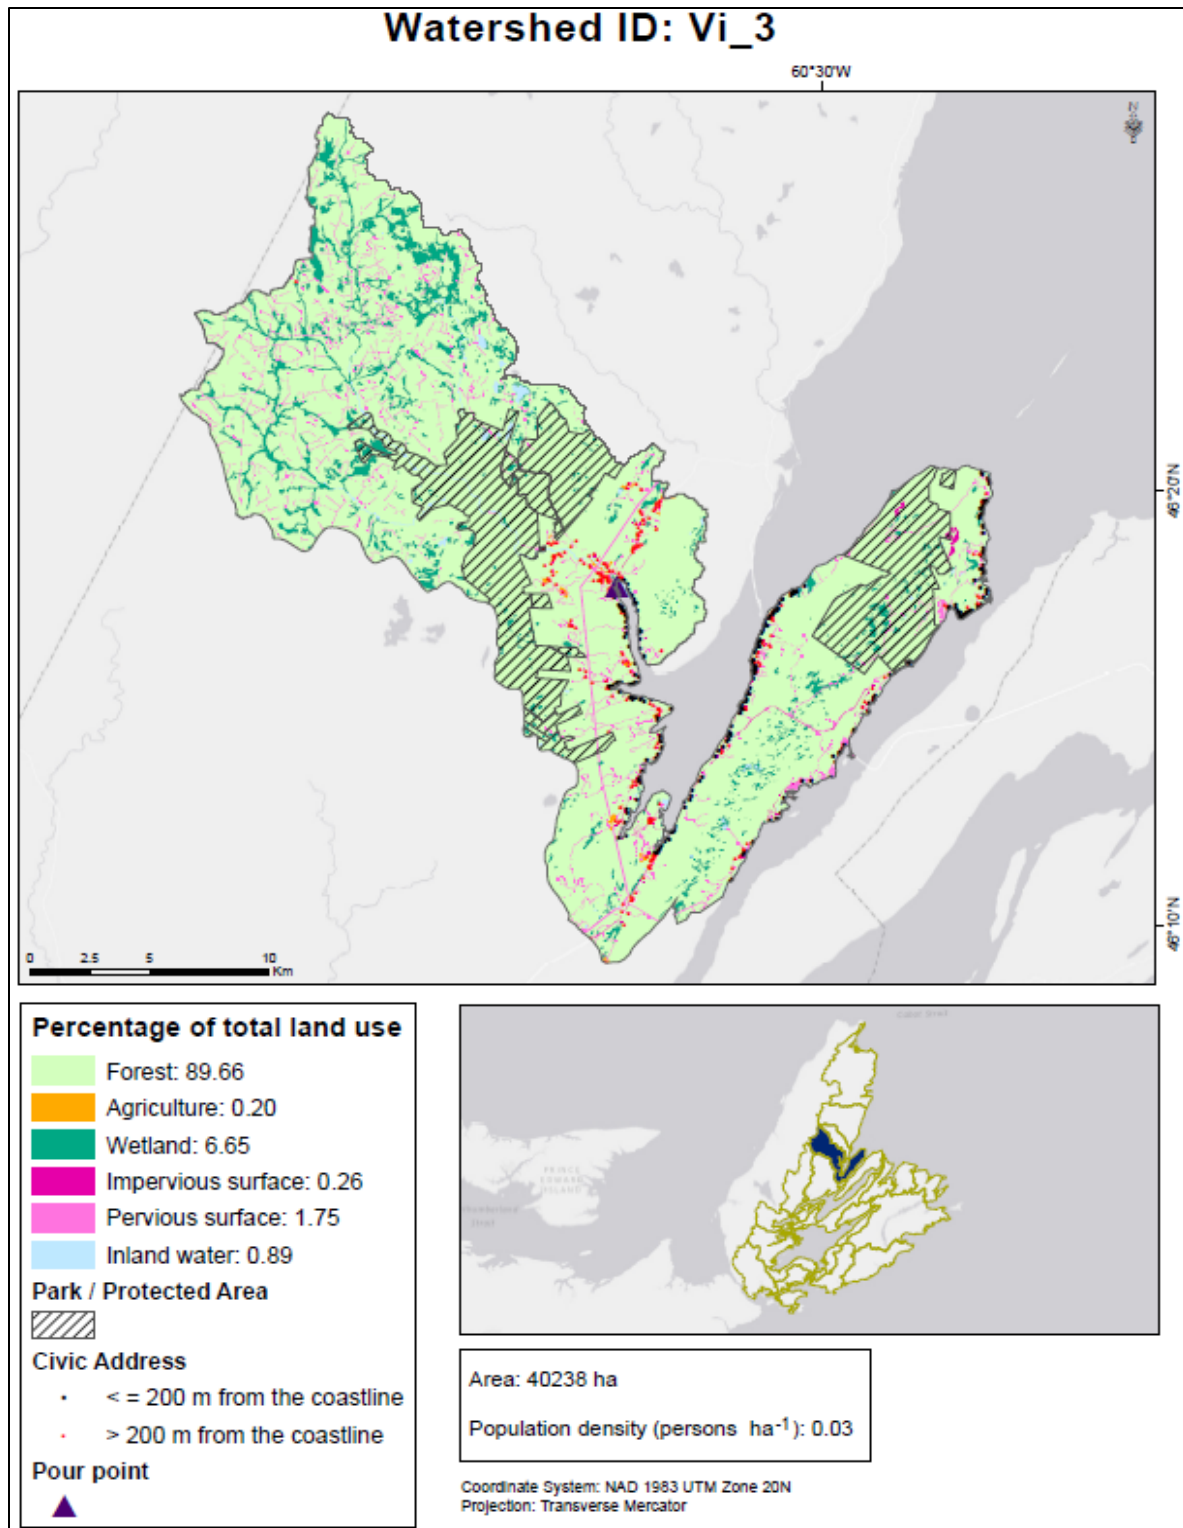 Watershed ID: Vi_3
60°30'W
46°20'N
46°10'N
0 2.5 5 10
Km
Percentage of total land use
Forest: 89.66
Agriculture: 0.20
Wetland: 6.65
Impervious surface: 0.26
Pervious surface: 1.75
Inland water: 0.89
Park / Protected Area
Civic Address
< = 200 m from the coastline
> 200 m from the coastline
Pour point
PRINCE
EDWARD
ISLAND
Strait
Area: 40238 ha
Population density (persons ha-1): 0.03
Coordinate System: NAD 1983 UTM Zone 20N
Projection: Transverse Mercator